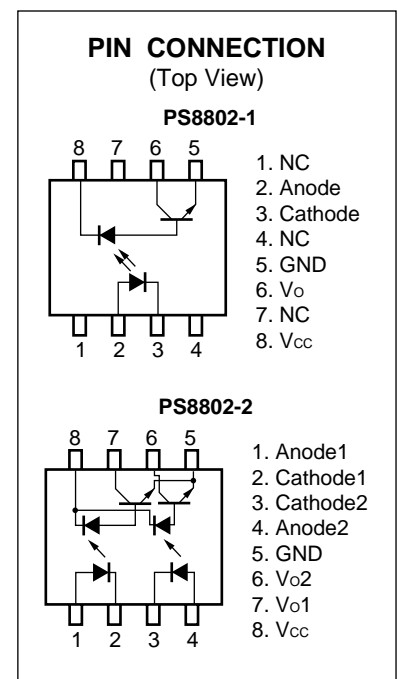 PIN CONNECTION
(Top View)
PS8802-1
8 7 6 5
1. NC
2. Anode
3. Cathode
4. NC
5. GND
6. VO
7. NC
8. VCC
1 2 3 4
PS8802-2
8 7 6 5
1. Anode1
2. Cathode1
3. Cathode2
4. Anode2
5. GND
6. VO2
7. VO1
8. VCC
1 2 3 4